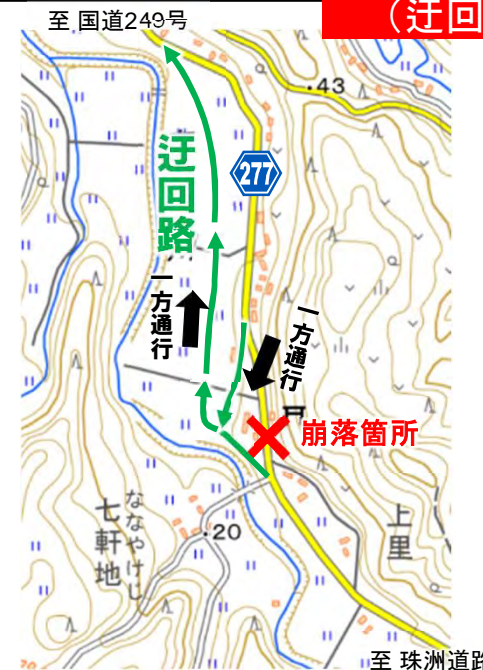 至 国道249号
（迂回
43
277
迂回路
一方通行
一方通行
崩落箇所
ななやけじ
七軒地
20
上里
至 珠洲道路